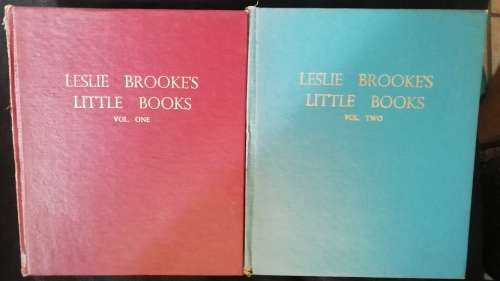 LESLIE BROOKE'S
LITTLE BOOKS
VOL. ONE
LESLIE BROOKE'S
LITTLE BOOKS
VOL. TWO